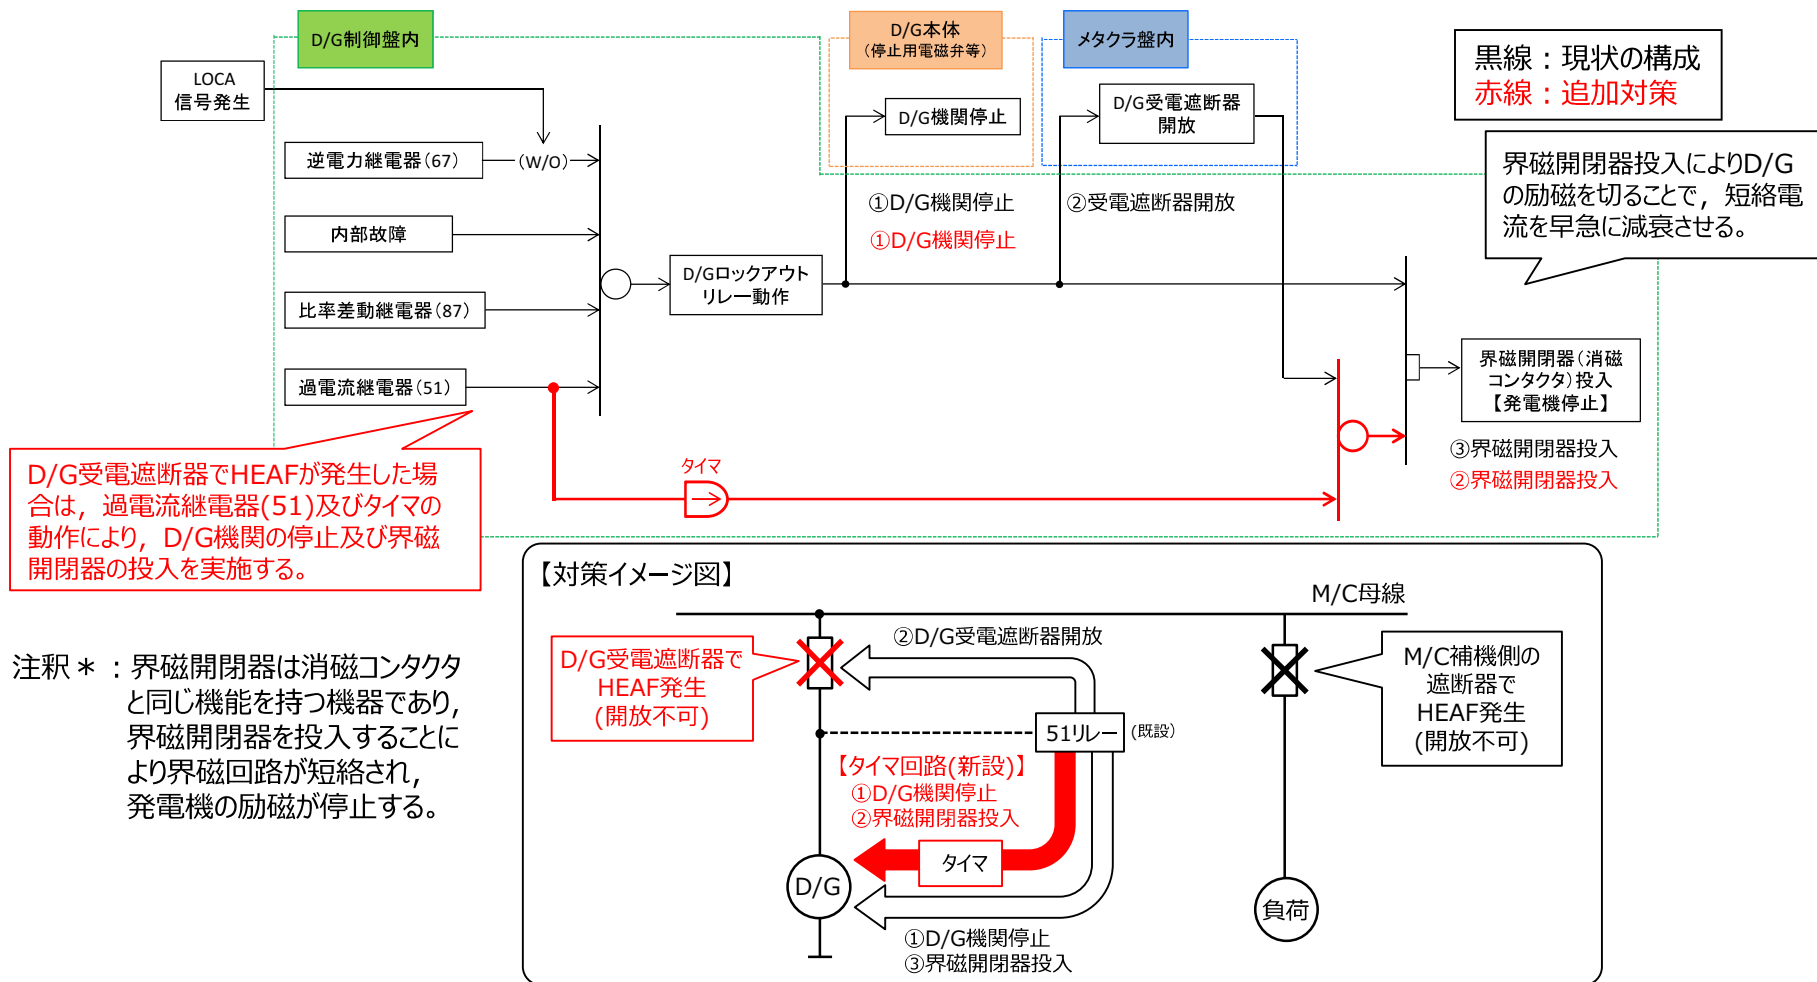 D/G制御盤内
D/G本体
(停止用電磁弁等)
メタクラ盤内
黒線：現状の構成
赤線：追加対策
LOCA
信号発生
D/G機関停止
D/G受電遮断器
開放
逆電力継電器(67)
(W/O)
界磁開閉器投入によりD/G
の励磁を切ることで，短絡電
流を早急に減衰させる。
①D/G機関停止
②受電遮断器開放
①D/G機関停止
内部故障
D/Gロックアウト
リレー動作
比率差動継電器(87)
過電流継電器(51)
界磁開閉器(消磁
コンタクタ)投入
【発電機停止】
③界磁開閉器投入
②界磁開閉器投入
タイマ
D/G受電遮断器でHEAFが発生した場
合は，過電流継電器(51)及びタイマの
動作により，D/G機関の停止及び界磁
開閉器の投入を実施する。
【対策イメージ図】
M/C母線
②D/G受電遮断器開放
D/G受電遮断器で
HEAF発生
(開放不可)
M/C補機側の
遮断器で
HEAF発生
(開放不可)
51リレー
(既設)
【タイマ回路(新設)】
①D/G機関停止
②界磁開閉器投入
タイマ
D/G
負荷
①D/G機関停止
③界磁開閉器投入
注釈＊：界磁開閉器は消磁コンタクタ
と同じ機能を持つ機器であり，
界磁開閉器を投入することに
より界磁回路が短絡され，
発電機の励磁が停止する。